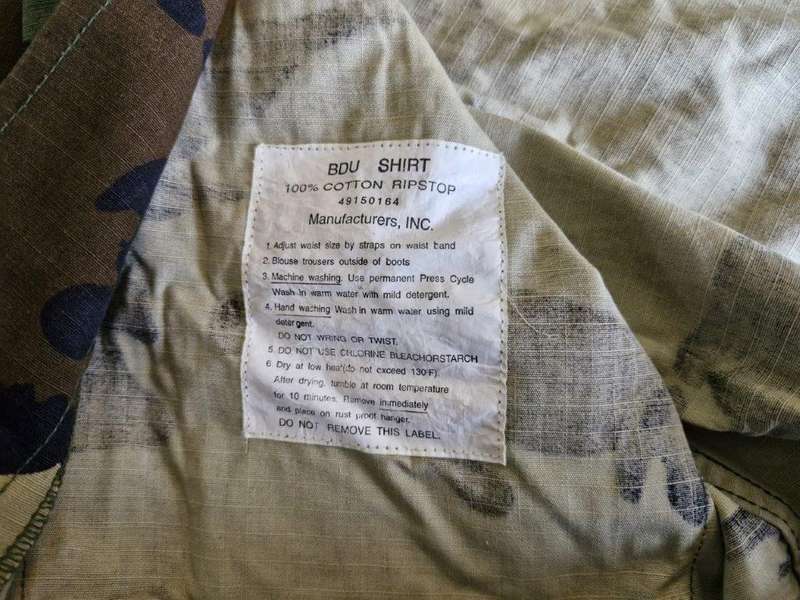 BDU SHIRT
100% COTTON RIPSTOP
49150164
Manufacturers, INC.
1. Adjust waist size by straps on waist band
2. Blouse trousers outside of boots
3. Machine washing. Use permanent Press Cycle
Wash in warm water with mild detergent.
4. Hand washing Wash in warm water using mild
detergent.
DO NOT WRING OR TWIST.
5. DO NOT USE CHLORINE BLEACHORSTARCH
6. Dry at low heat(do not exceed 130°F).
After drying, tumble at room temperature
for 10 minutes. Remove immediately
and place on rust proof hanger.
DO NOT REMOVE THIS LABEL.